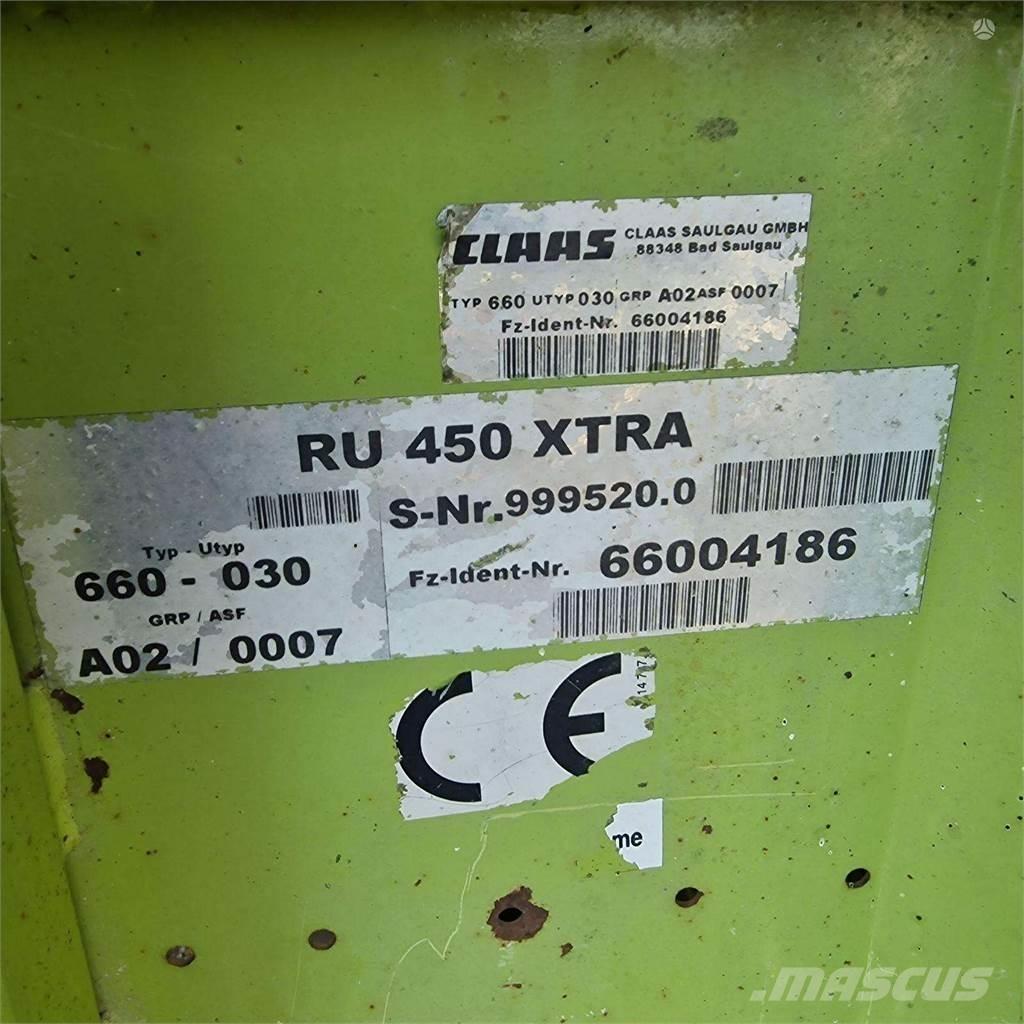 CLAAS CLAAS SAULGAU GMBH
88348 Bad Saulgau
TYP 660 UTYP 030 GRP A02 ASF 0007
Fz-Ident-Nr. 66004186
RU 450 XTRA
S-Nr.999520.0
Typ - Utyp
660 - 030
Fz-Ident-Nr. 66004186
GRP / ASF
A02 / 0007
CE
me
.MASCUS